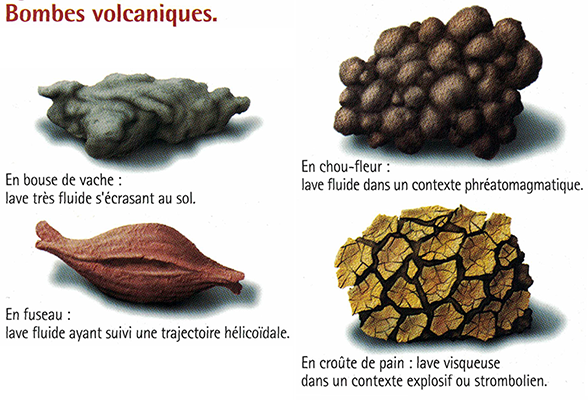 Bombes volcaniques.
En bouse de vache :
lave très fluide s'écrasant au sol.
En chou-fleur :
lave fluide dans un contexte phréatomagmatique.
En fuseau :
lave fluide ayant suivi une trajectoire hélicoïdale.
En croûte de pain : lave visqueuse
dans un contexte explosif ou strombolien.